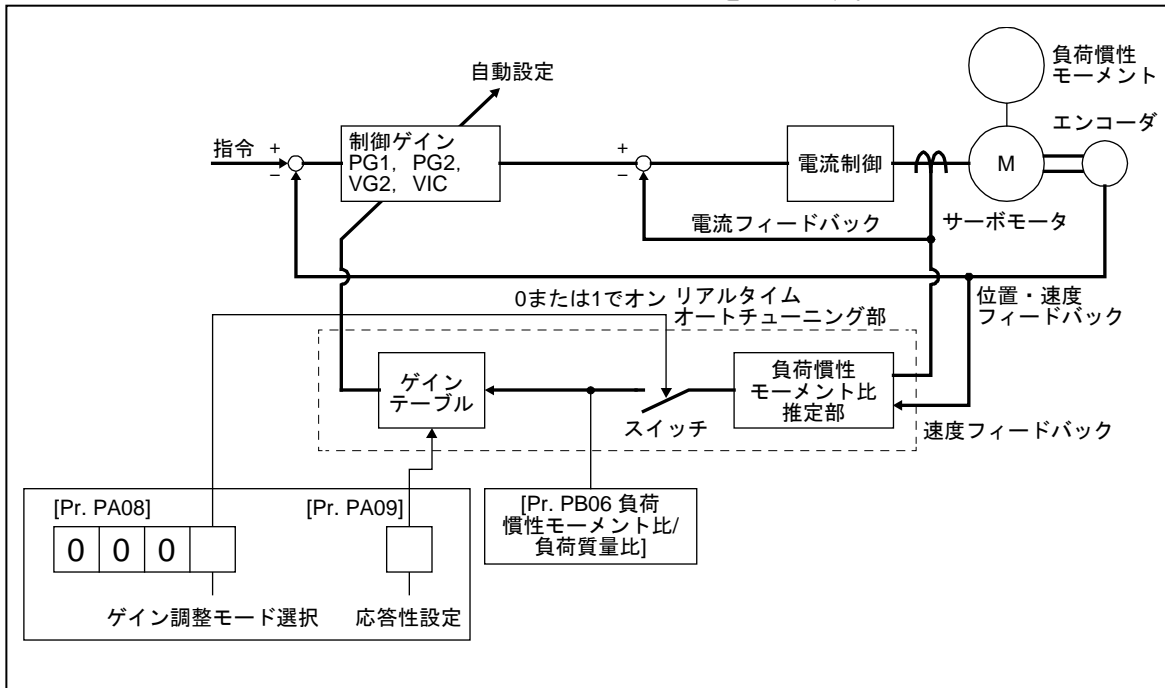 負荷慣性
モーメント
自動設定
エンコーダ
指令
+
−
制御ゲイン
PG1, PG2,
VG2, VIC
+
−
電流制御
M
電流フィードバック
サーボモータ
0または1でオン
リアルタイム
オートチューニング部
位置・速度
フィードバック
ゲイン
テーブル
スイッチ
負荷慣性
モーメント比
推定部
速度フィードバック
[Pr. PA08]
[Pr. PA09]
[Pr. PB06 負荷
慣性モーメント比/
負荷質量比]
0 0 0
ゲイン調整モード選択
応答性設定